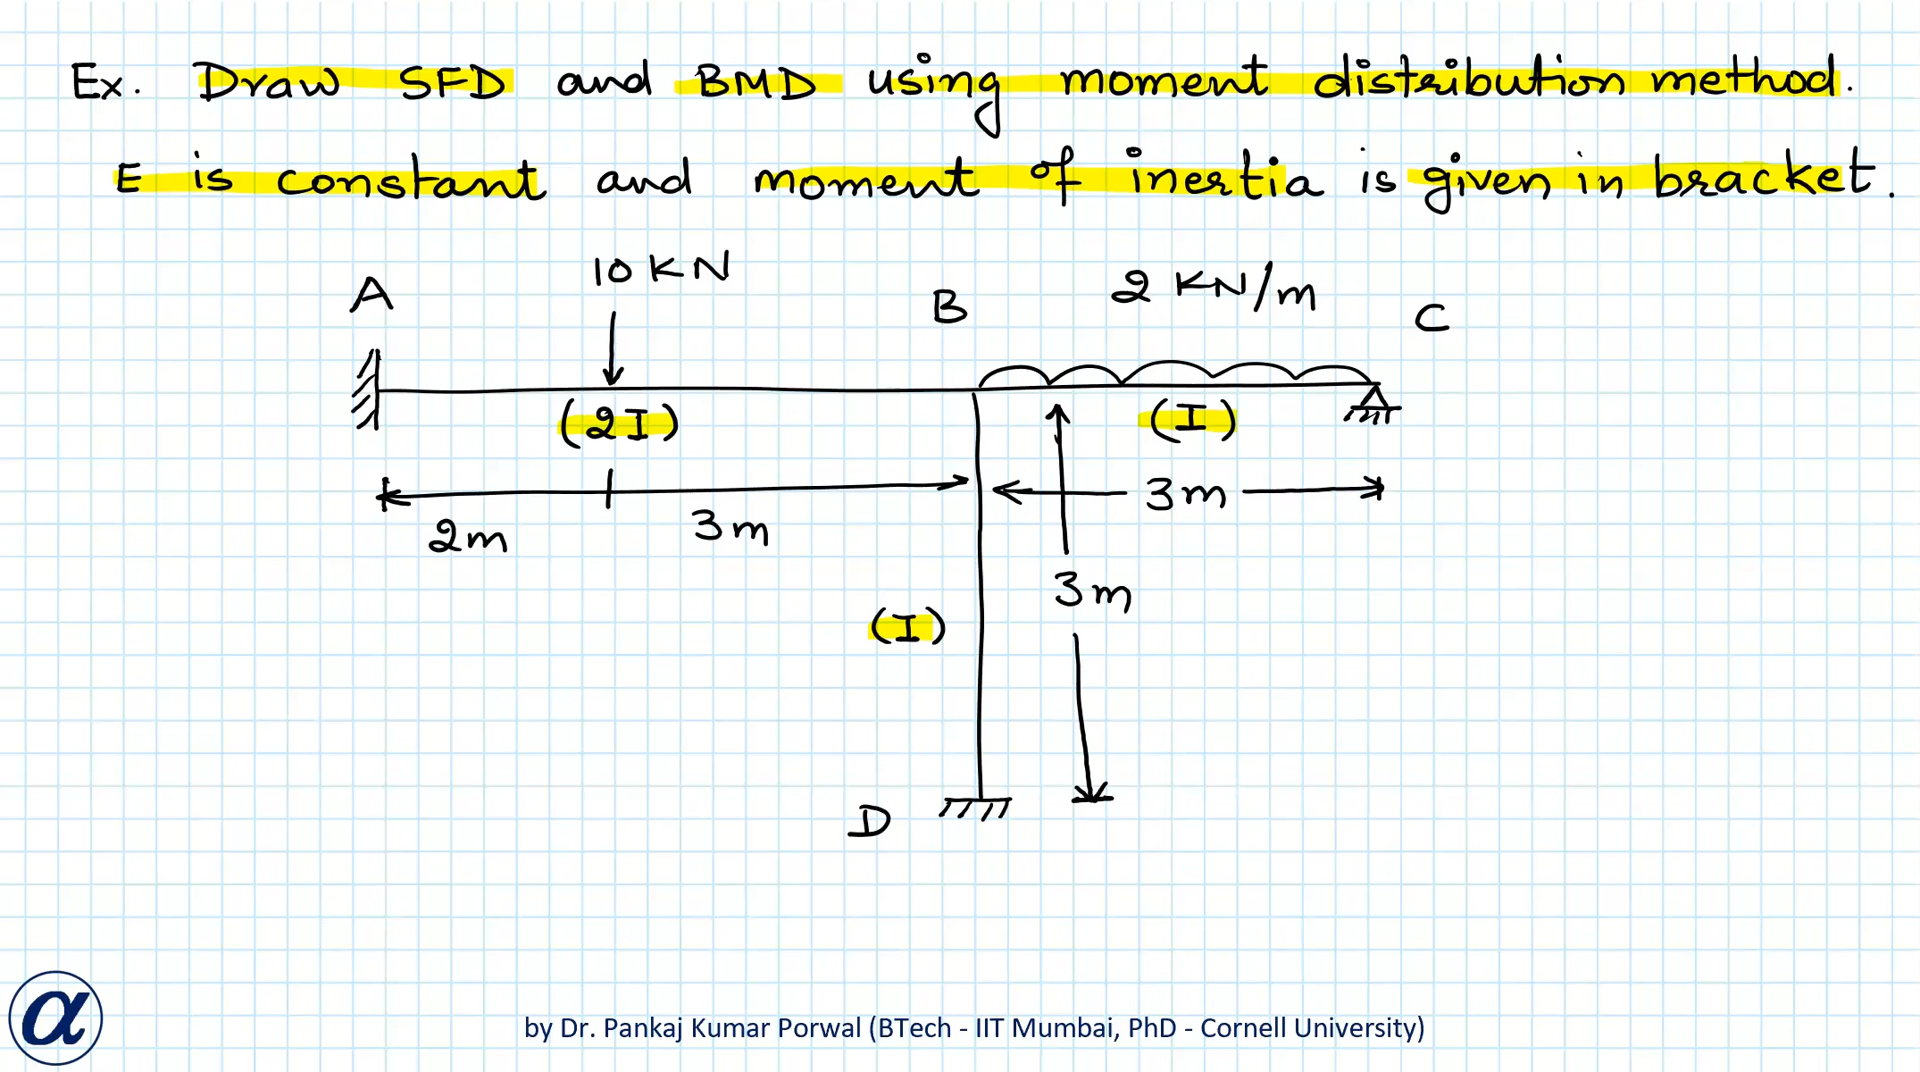 Ex. Draw SFD and BMD using moment distribution method.
E is constant and moment of inertia is given in bracket.
A
10 KN
B
2 KN/m
C
(2I)
(I)
2m
3m
3m
(I)
3m
D
α
by Dr. Pankaj Kumar Porwal (BTech - IIT Mumbai, PhD - Cornell University)